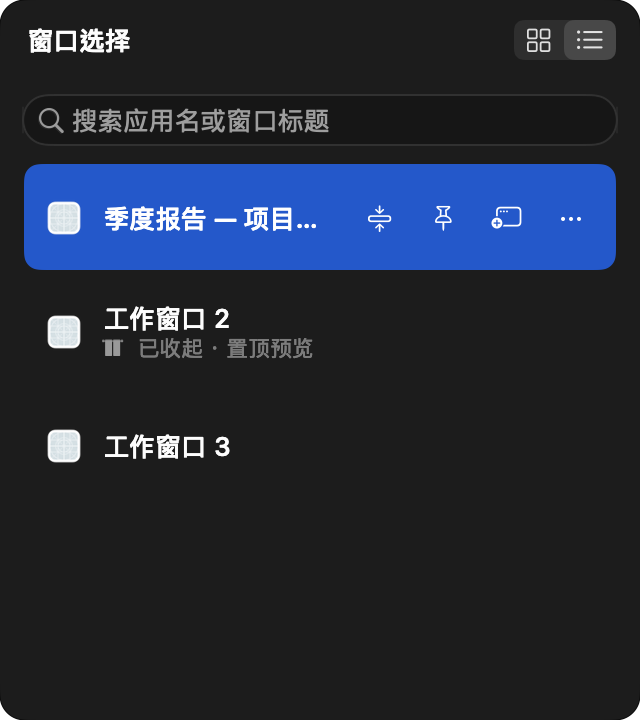 窗口选择
搜索应用名或窗口标题
季度报告 — 项目...
工作窗口 2
已收起 · 置顶预览
工作窗口 3